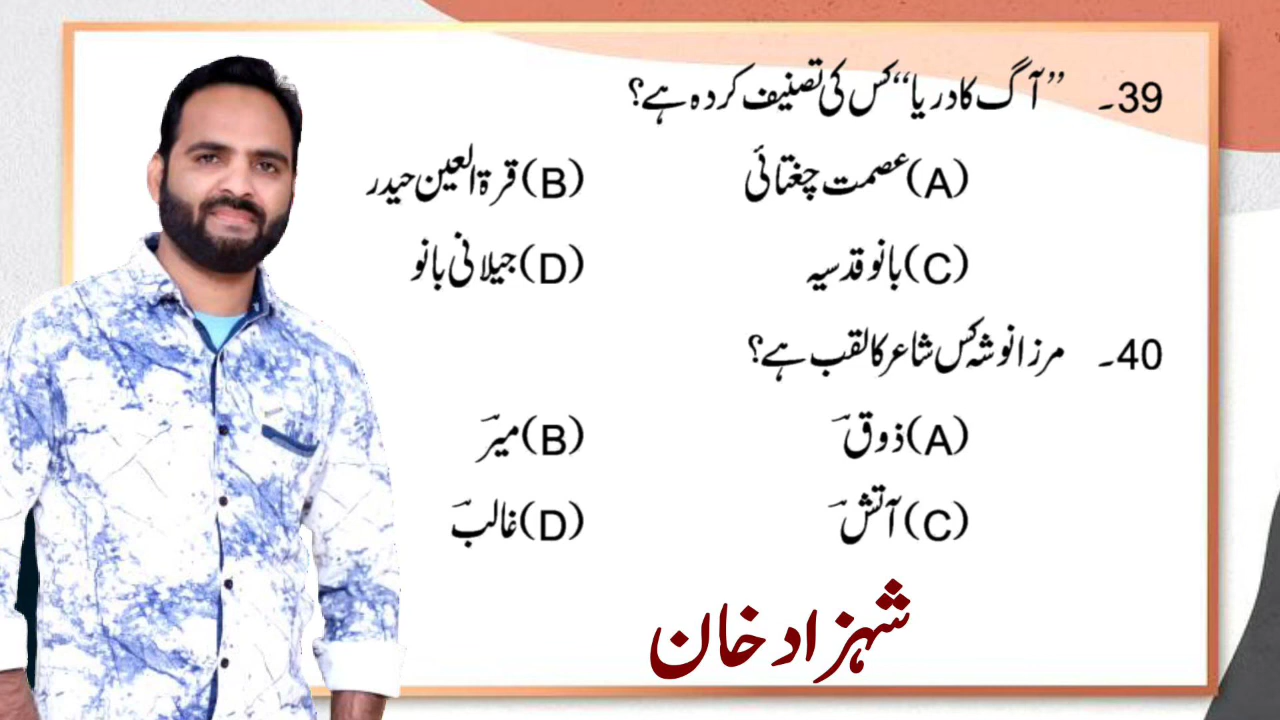 39۔ ”آگ کا دریا“ کس کی تصنیف کردہ ہے؟
(A) عصمت چغتائی (B) قرۃ العین حیدر
(C) بانو قدسیہ (D) جیلانی بانو
40۔ مرزا نوشہ کس شاعر کا لقب ہے؟
(A) ذوقؔ (B) میرؔ
(C) آتشؔ (D) غالبؔ
شہزاد خان